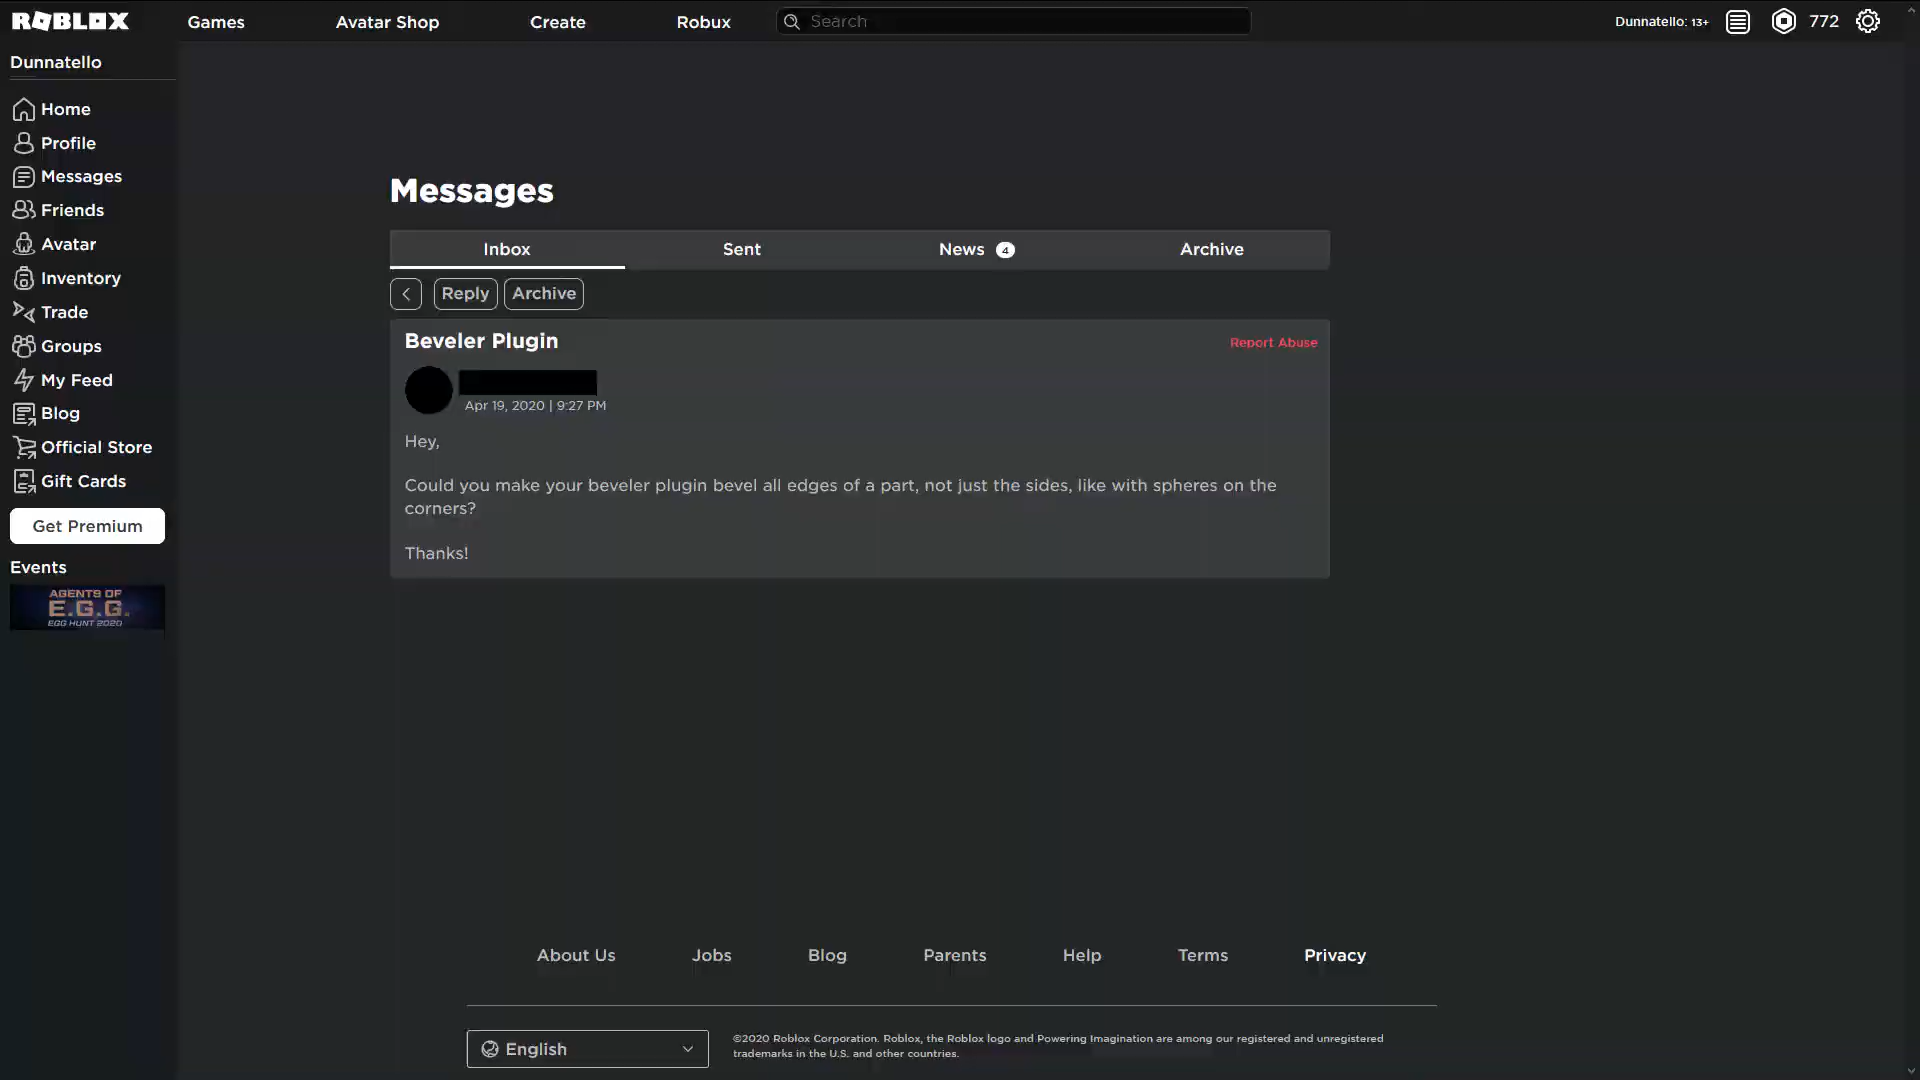 ROBLOX
Games
Avatar Shop
Create
Robux
Search
Dunnatello: 13+
772
Dunnatello
Home
Profile
Messages
Friends
Avatar
Inventory
Trade
Groups
My Feed
Blog
Official Store
Gift Cards
Get Premium
Events
AGENTS OF
E.G.G.
EGG HUNT 2020
Messages
Inbox
Sent
News 4
Archive
Reply
Archive
Beveler Plugin
Report Abuse
Apr 19, 2020 | 9:27 PM
Hey,
Could you make your beveler plugin bevel all edges of a part, not just the sides, like with spheres on the
corners?
Thanks!
About Us
Jobs
Blog
Parents
Help
Terms
Privacy
English
©2020 Roblox Corporation. Roblox, the Roblox logo and Powering Imagination are among our registered and unregistered
trademarks in the U.S. and other countries.